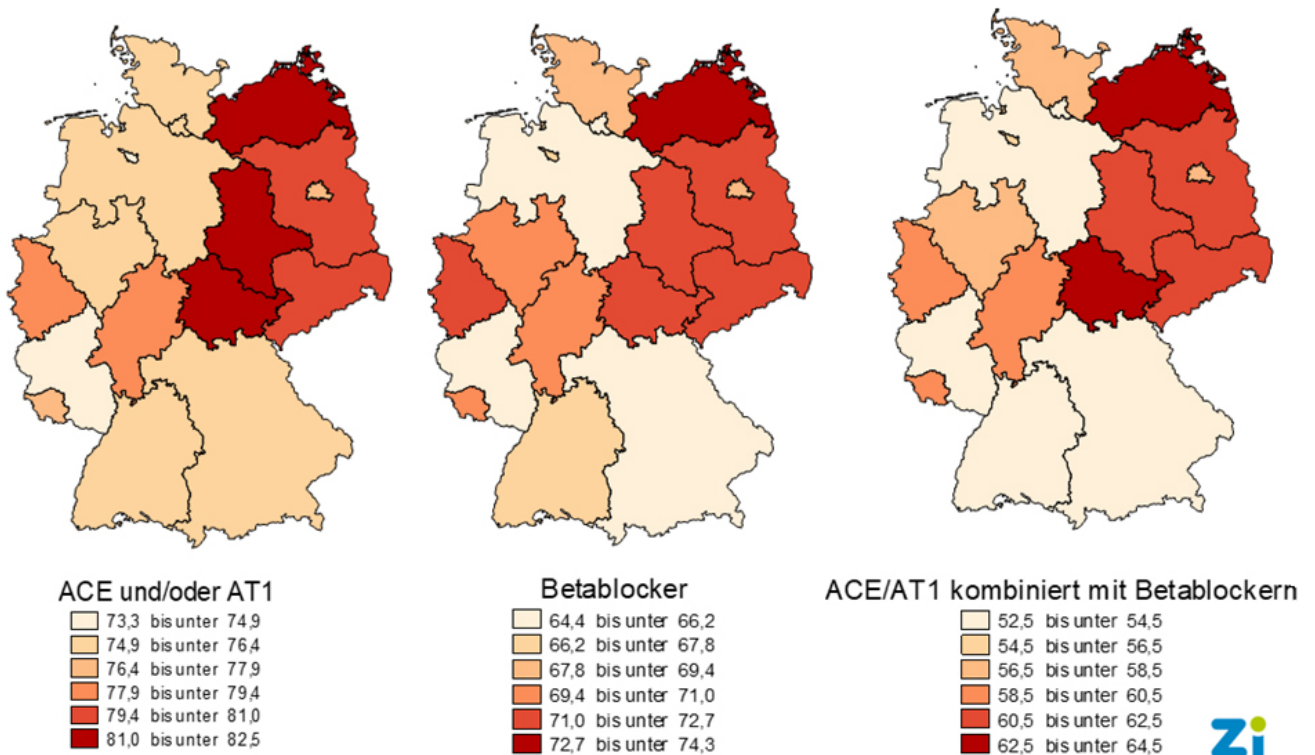 ACE und/oder AT1
73,3 bis unter 74,9
74,9 bis unter 76,4
76,4 bis unter 77,9
77,9 bis unter 79,4
79,4 bis unter 81,0
81,0 bis unter 82,5
Betablocker
64,4 bis unter 66,2
66,2 bis unter 67,8
67,8 bis unter 69,4
69,4 bis unter 71,0
71,0 bis unter 72,7
72,7 bis unter 74,3
ACE/AT1 kombiniert mit Betablockern
52,5 bis unter 54,5
54,5 bis unter 56,5
56,5 bis unter 58,5
58,5 bis unter 60,5
60,5 bis unter 62,5
62,5 bis unter 64,5
Zi